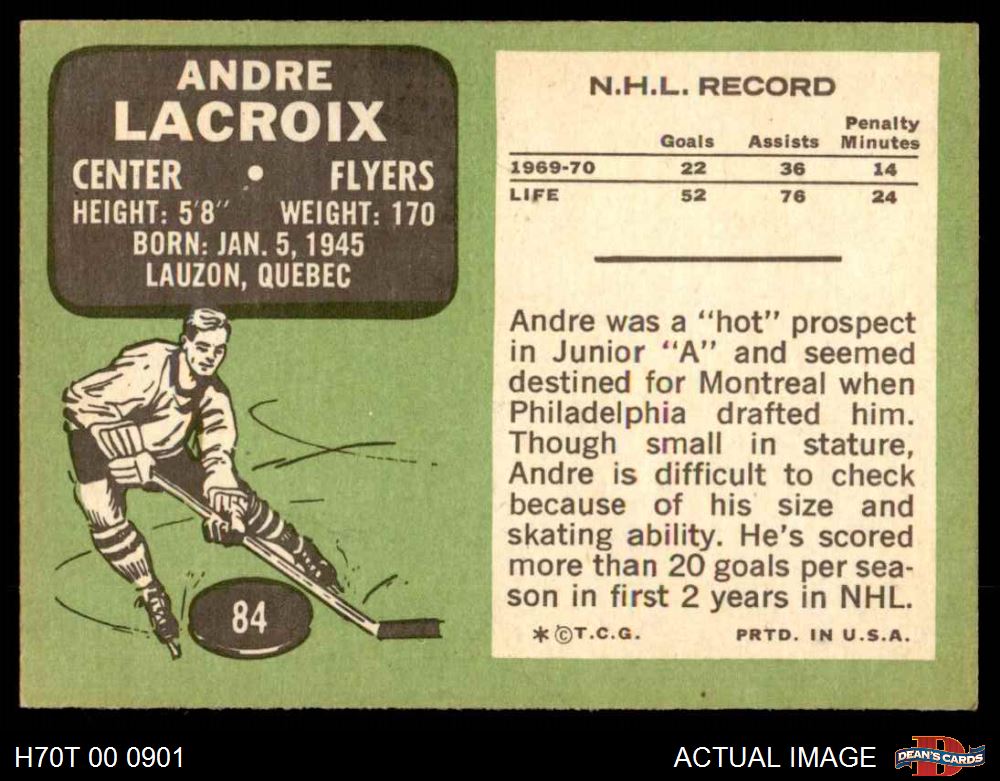 ANDRE
LACROIX
CENTER • FLYERS
HEIGHT: 5'8" WEIGHT: 170
BORN: JAN. 5, 1945
LAUZON, QUEBEC
84
N.H.L. RECORD
Goals Assists Penalty Minutes
1969-70 22 36 14
LIFE 52 76 24
Andre was a "hot" prospect
in Junior "A" and seemed
destined for Montreal when
Philadelphia drafted him.
Though small in stature,
Andre is difficult to check
because of his size and
skating ability. He's scored
more than 20 goals per sea-
son in first 2 years in NHL.
*©T.C.G. PRTD. IN U.S.A.
H70T 00 0901
ACTUAL IMAGE
D
DEAN'S CARDS